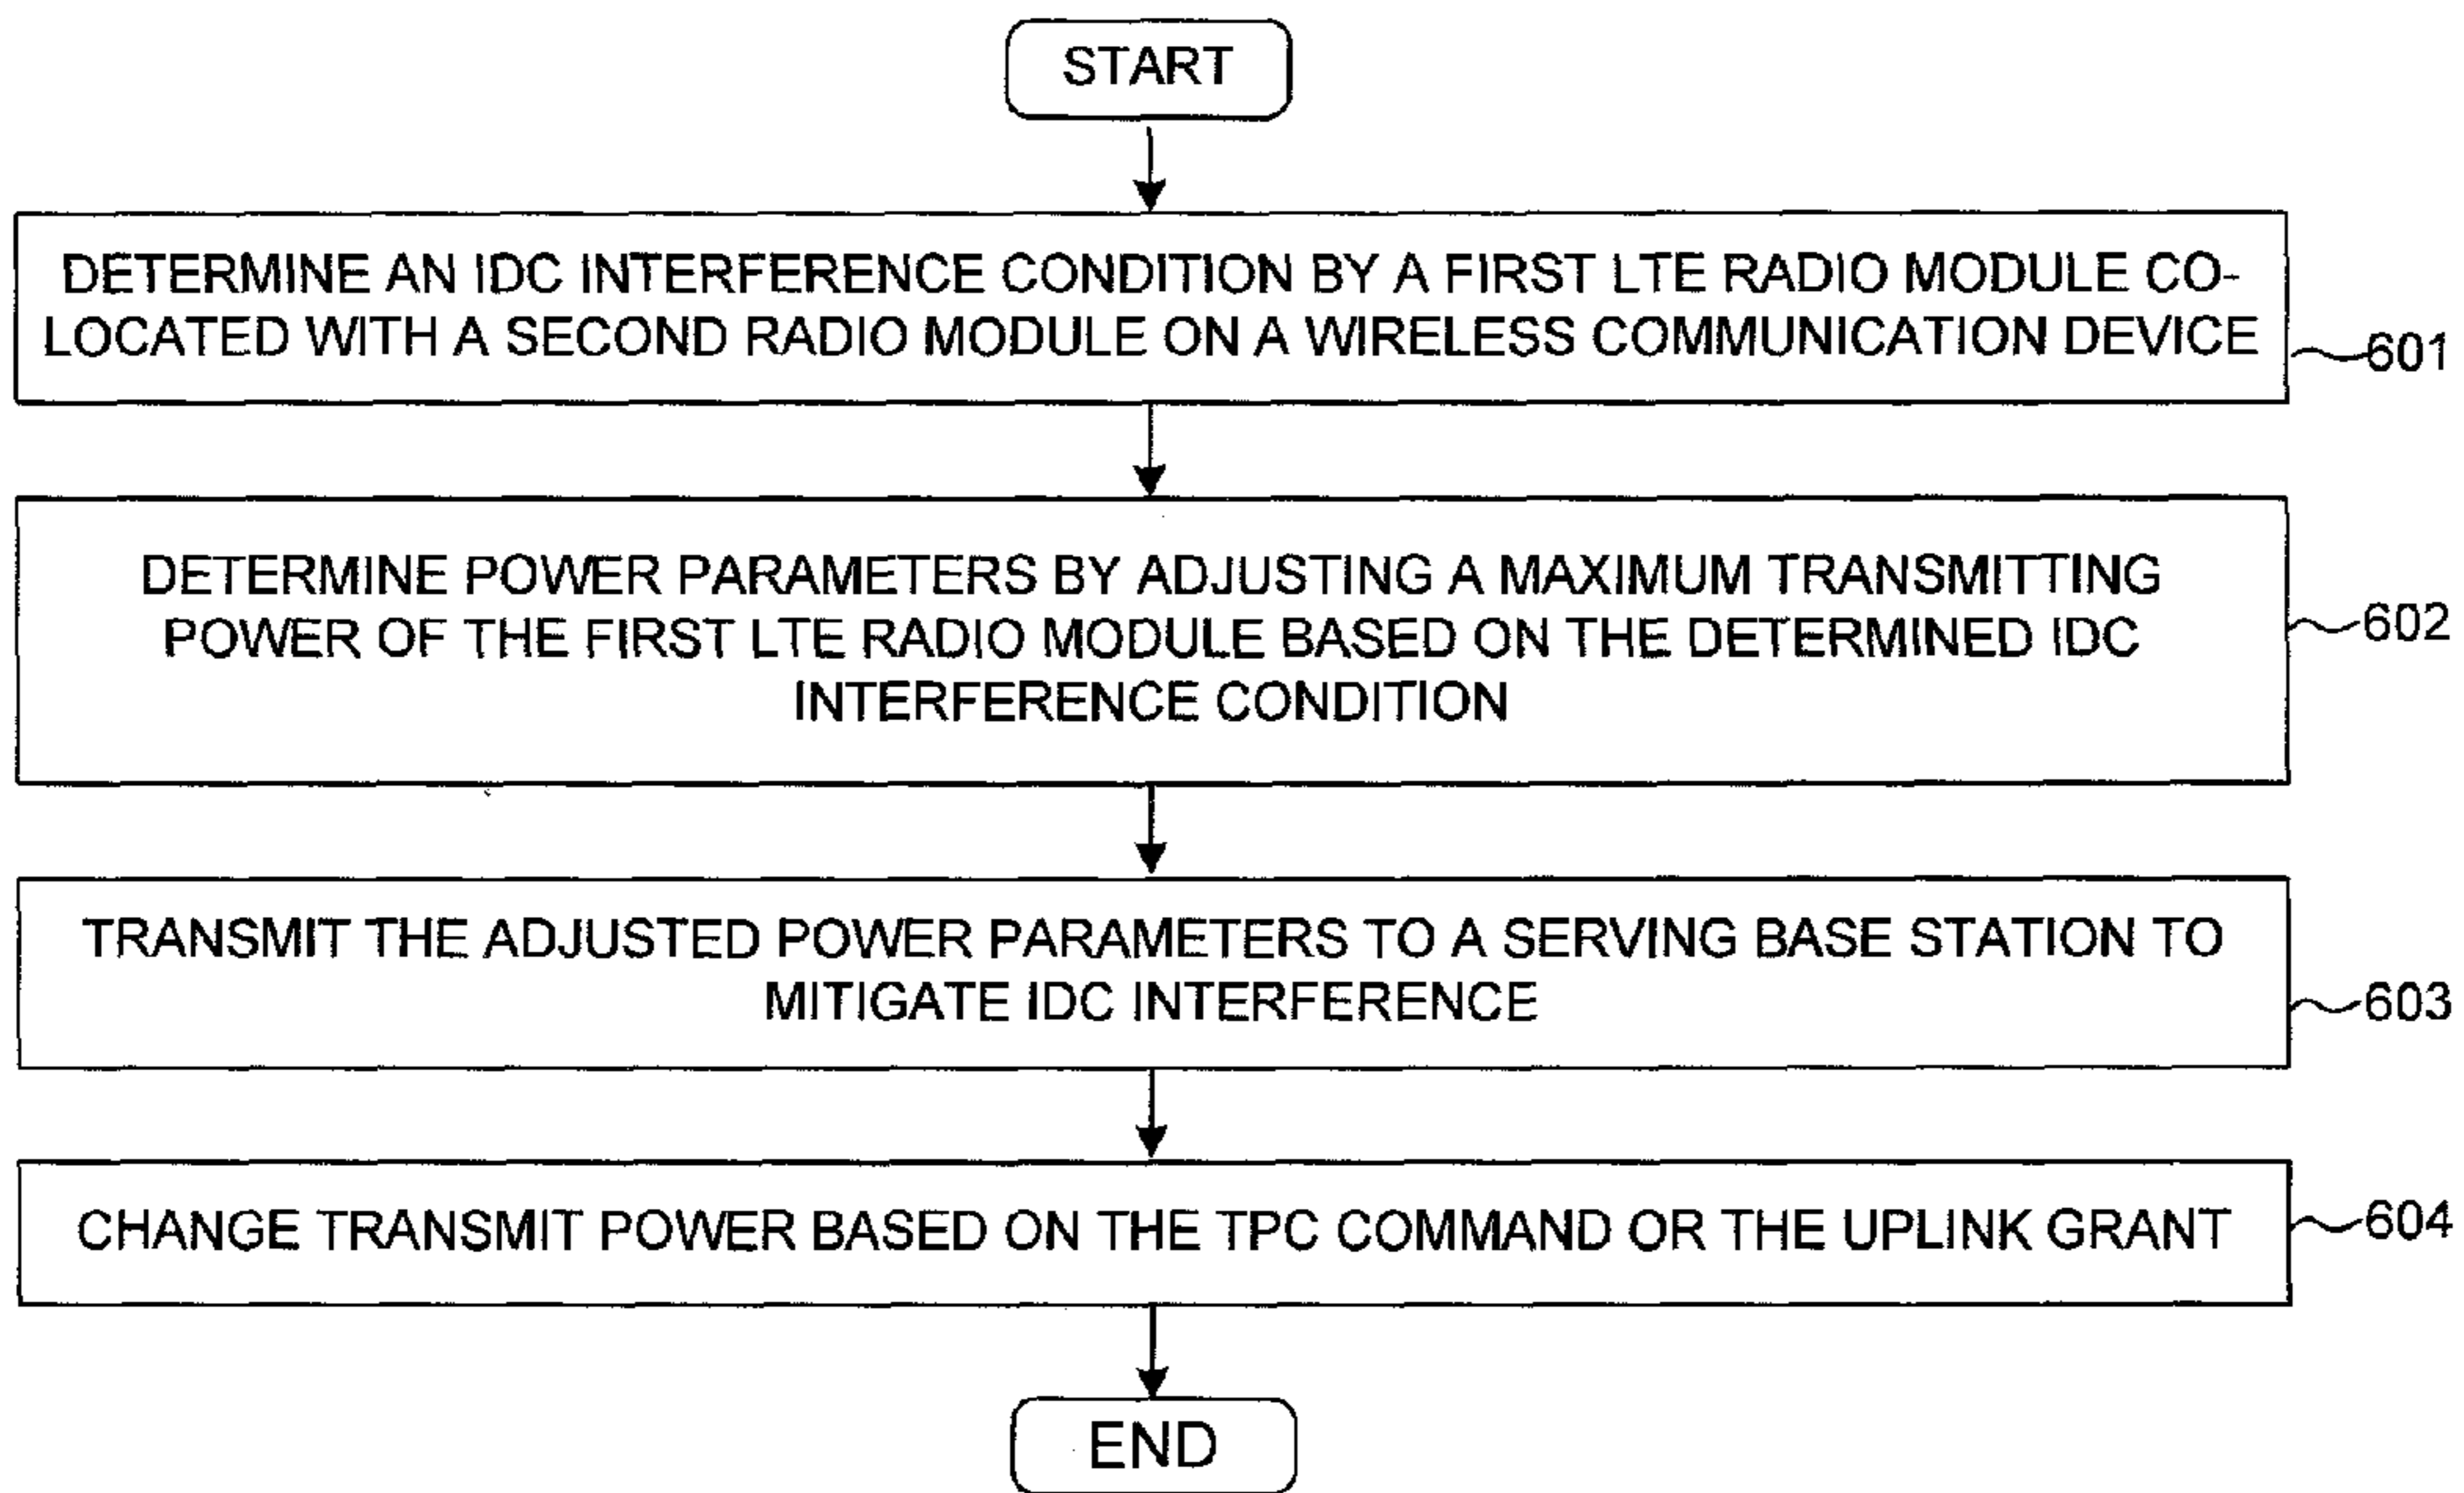 START
DETERMINE AN IDC INTERFERENCE CONDITION BY A FIRST LTE RADIO MODULE CO-
LOCATED WITH A SECOND RADIO MODULE ON A WIRELESS COMMUNICATION DEVICE
601
DETERMINE POWER PARAMETERS BY ADJUSTING A MAXIMUM TRANSMITTING
POWER OF THE FIRST LTE RADIO MODULE BASED ON THE DETERMINED IDC
INTERFERENCE CONDITION
602
TRANSMIT THE ADJUSTED POWER PARAMETERS TO A SERVING BASE STATION TO
MITIGATE IDC INTERFERENCE
603
CHANGE TRANSMIT POWER BASED ON THE TPC COMMAND OR THE UPLINK GRANT
604
END